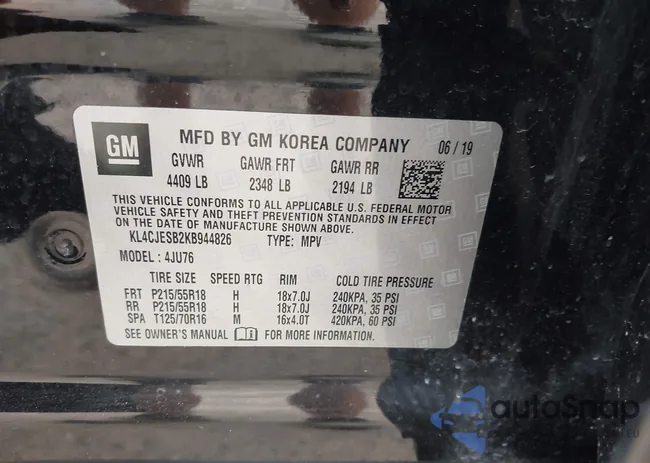 GM
MFD BY GM KOREA COMPANY 06 / 19
GVWR GAWR FRT GAWR RR
4409 LB 2348 LB 2194 LB
THIS VEHICLE CONFORMS TO ALL APPLICABLE U.S. FEDERAL MOTOR
VEHICLE SAFETY AND THEFT PREVENTION STANDARDS IN EFFECT
ON THE DATE OF MANUFACTURE SHOWN ABOVE.
KL4CJESB2KB944826 TYPE: MPV
MODEL : 4JU76
TIRE SIZE SPEED RTG RIM COLD TIRE PRESSURE
FRT P215/55R18 H 18x7.0J 240KPA, 35 PSI
RR P215/55R18 H 18x7.0J 240KPA, 35 PSI
SPA T125/70R16 M 16x4.0T 420KPA, 60 PSI
SEE OWNER'S MANUAL FOR MORE INFORMATION.
autoSnap
EU